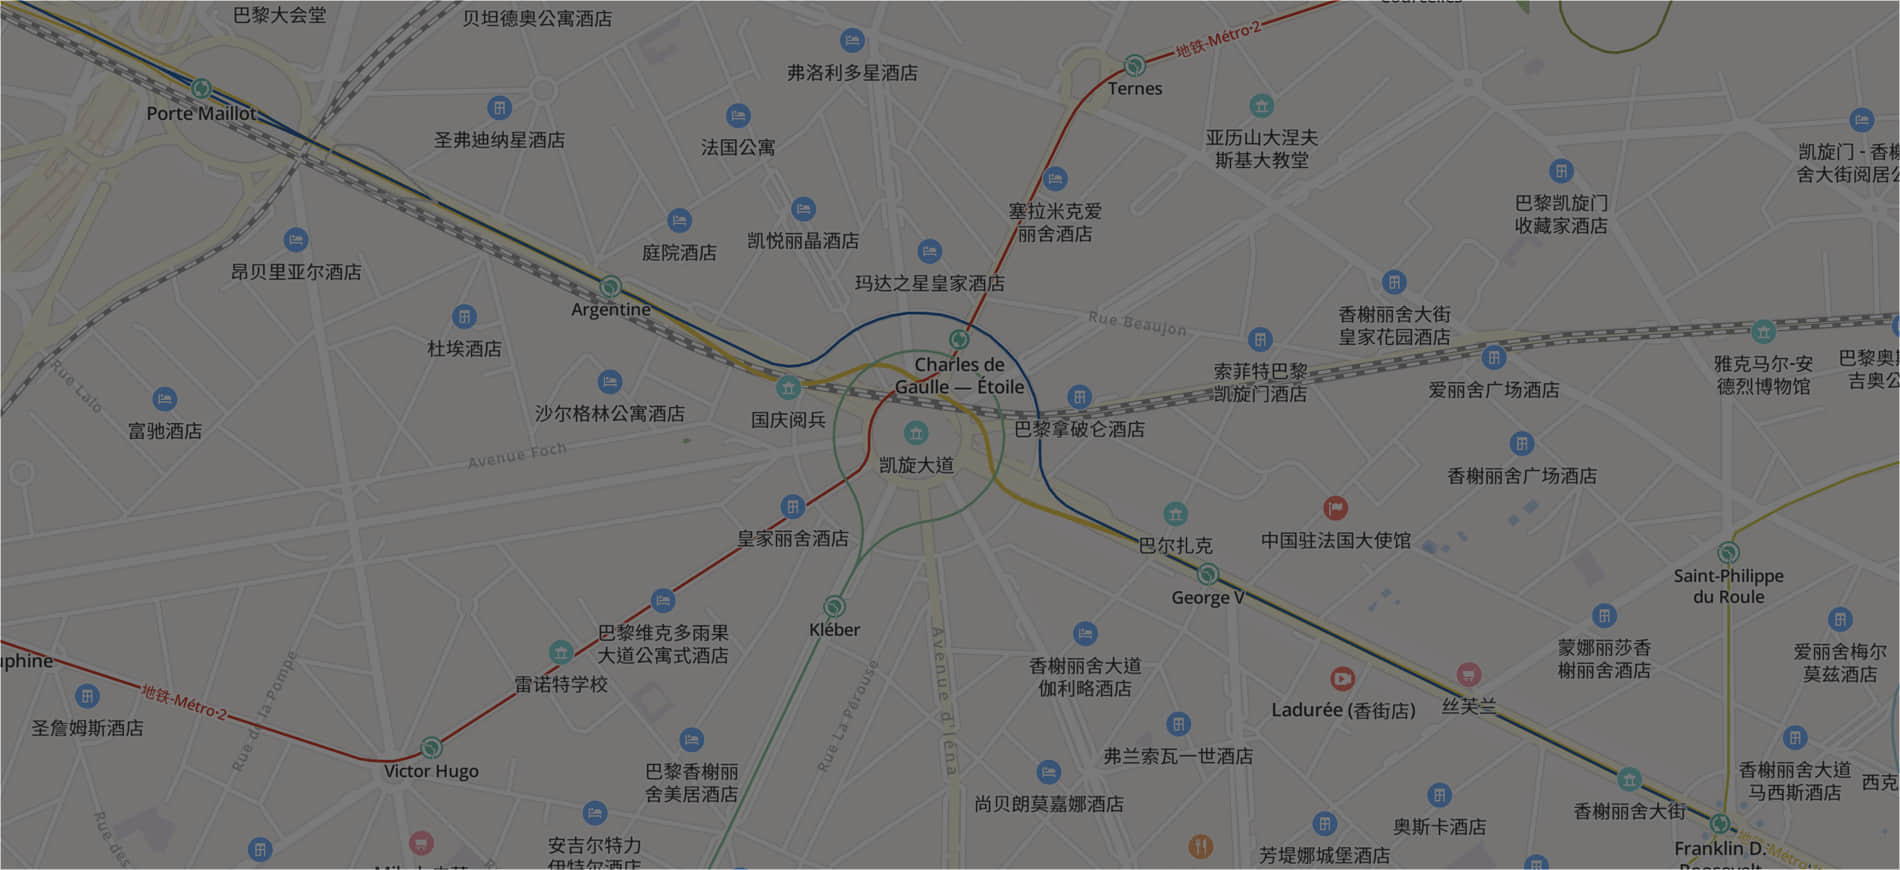 巴黎大会堂
贝坦德奥公寓酒店
地铁-Métro·2
弗洛利多星酒店
Ternes
Porte Maillot
圣弗迪纳星酒店
法国公寓
亚历山大涅夫
斯基大教堂
凯旋门 - 香榭
舍大街阅居公
塞拉米克爱
丽舍酒店
巴黎凯旋门
收藏家酒店
昂贝里亚尔酒店
庭院酒店
凯悦丽晶酒店
玛达之星皇家酒店
Argentine
Rue Beaujon
香榭丽舍大街
皇家花园酒店
杜埃酒店
Charles de
Gaulle — Étoile
索菲特巴黎
凯旋门酒店
爱丽舍广场酒店
雅克马尔-安
德烈博物馆
巴黎奥斯
吉奥公
Rue Lalo
富驰酒店
沙尔格林公寓酒店
国庆阅兵
巴黎拿破仑酒店
Avenue Foch
凯旋大道
香榭丽舍广场酒店
皇家丽舍酒店
巴尔扎克
中国驻法国大使馆
Saint-Philippe
du Roule
George V
Kléber
巴黎维克多雨果
大道公寓式酒店
雷诺特学校
Rue de la Pompe
Rue La Pérouse
Avenue d'Iéna
香榭丽舍大道
伽利略酒店
蒙娜丽莎香
榭丽舍酒店
爱丽舍梅尔
莫兹酒店
uphine
地铁-Métro·2
圣詹姆斯酒店
Ladurée (香街店)
丝芙兰
Victor Hugo
巴黎香榭丽
舍美居酒店
弗兰索瓦一世酒店
尚贝朗莫嘉娜酒店
香榭丽舍大道
马西斯酒店
西克
香榭丽舍大街
奥斯卡酒店
Rue des
安吉尔特力
伊特尔酒店
芳堤娜城堡酒店
Franklin D.
Roosevelt